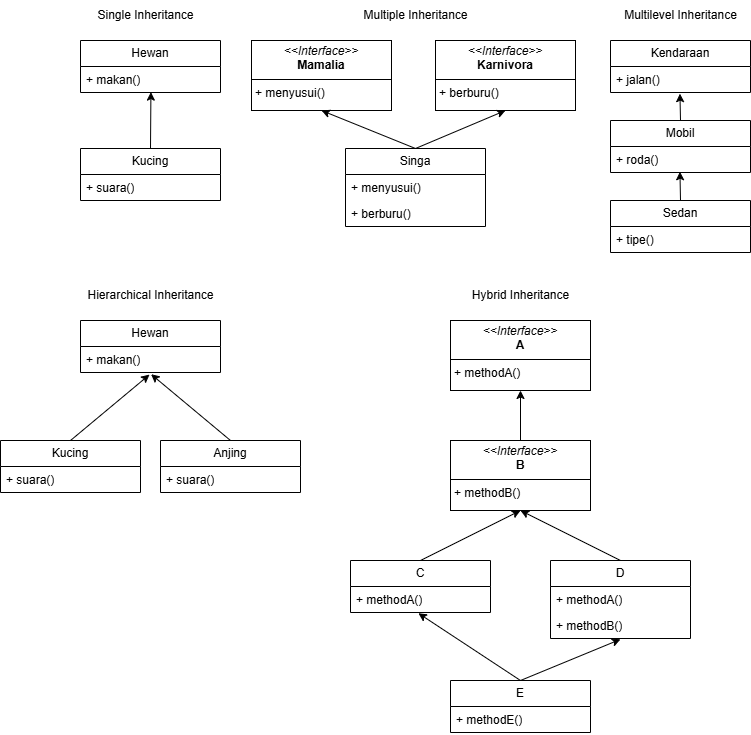 Single Inheritance
Hewan
+ makan()
Kucing
+ suara()
Multiple Inheritance
<<Interface>>
Mamalia
+ menyusui()
<<Interface>>
Karnivora
+ berburu()
Singa
+ menyusui()
+ berburu()
Multilevel Inheritance
Kendaraan
+ jalan()
Mobil
+ roda()
Sedan
+ tipe()
Hierarchical Inheritance
Hewan
+ makan()
Kucing
+ suara()
Anjing
+ suara()
Hybrid Inheritance
<<Interface>>
A
+ methodA()
<<Interface>>
B
+ methodB()
C
+ methodA()
D
+ methodA()
+ methodB()
E
+ methodE()